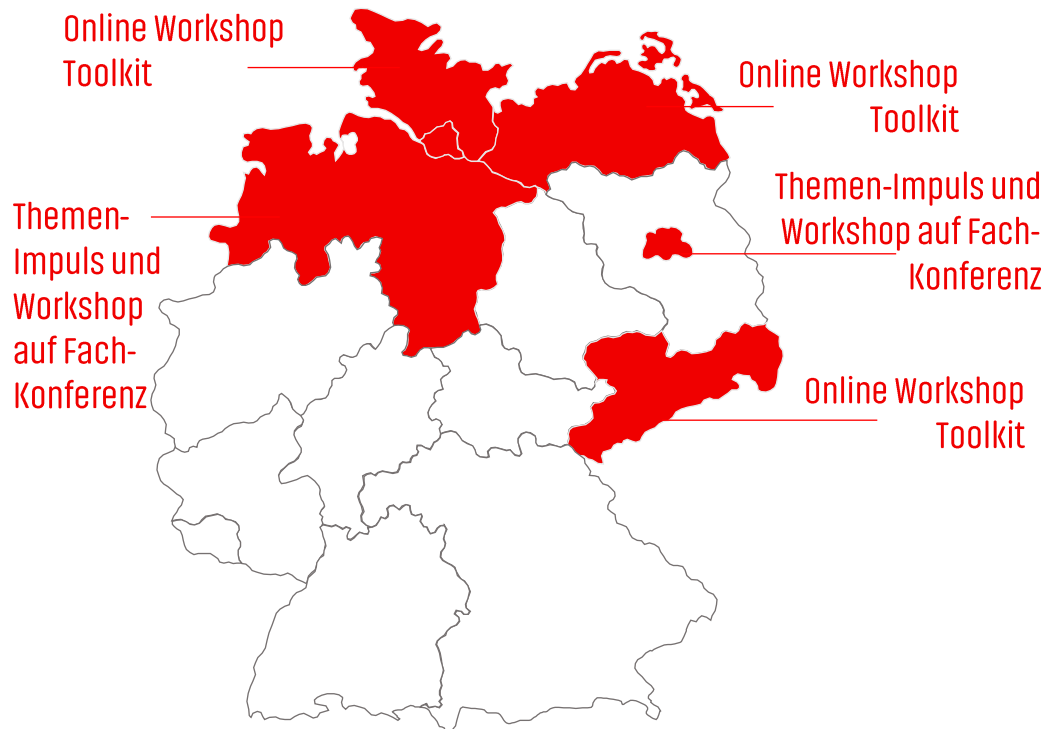 Online Workshop
Toolkit
Online Workshop
Toolkit
Themen-Impuls und
Workshop auf Fach-
Konferenz
Themen-
Impuls und
Workshop
auf Fach-
Konferenz
Online Workshop
Toolkit